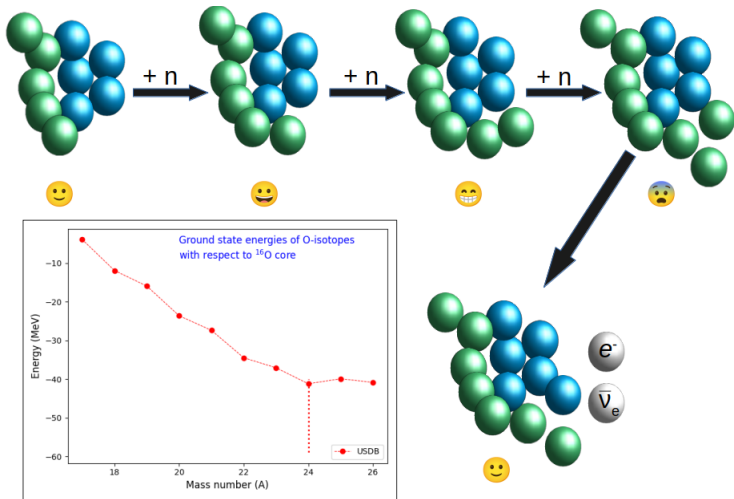 + n
+ n
+ n
Ground state energies of O-isotopes
with respect to ¹⁶O core
Energy (MeV)
−10
−20
−30
−40
−50
−60
18
20
22
24
26
Mass number (A)
USDB
e⁻
ν̅ₑ